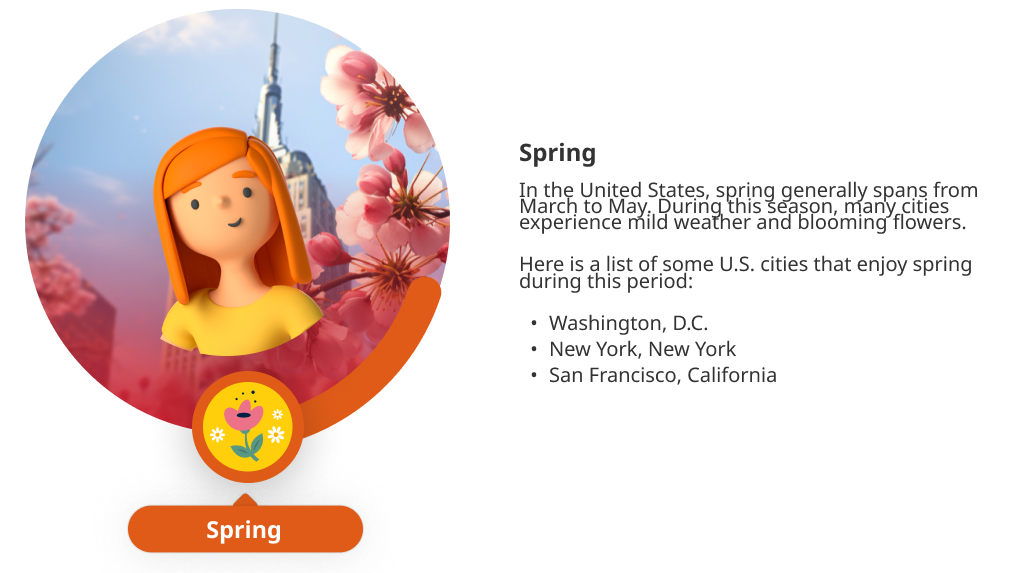 Spring
In the United States, spring generally spans from
March to May. During this season, many cities
experience mild weather and blooming flowers.
Here is a list of some U.S. cities that enjoy spring
during this period:
• Washington, D.C.
• New York, New York
• San Francisco, California
Spring